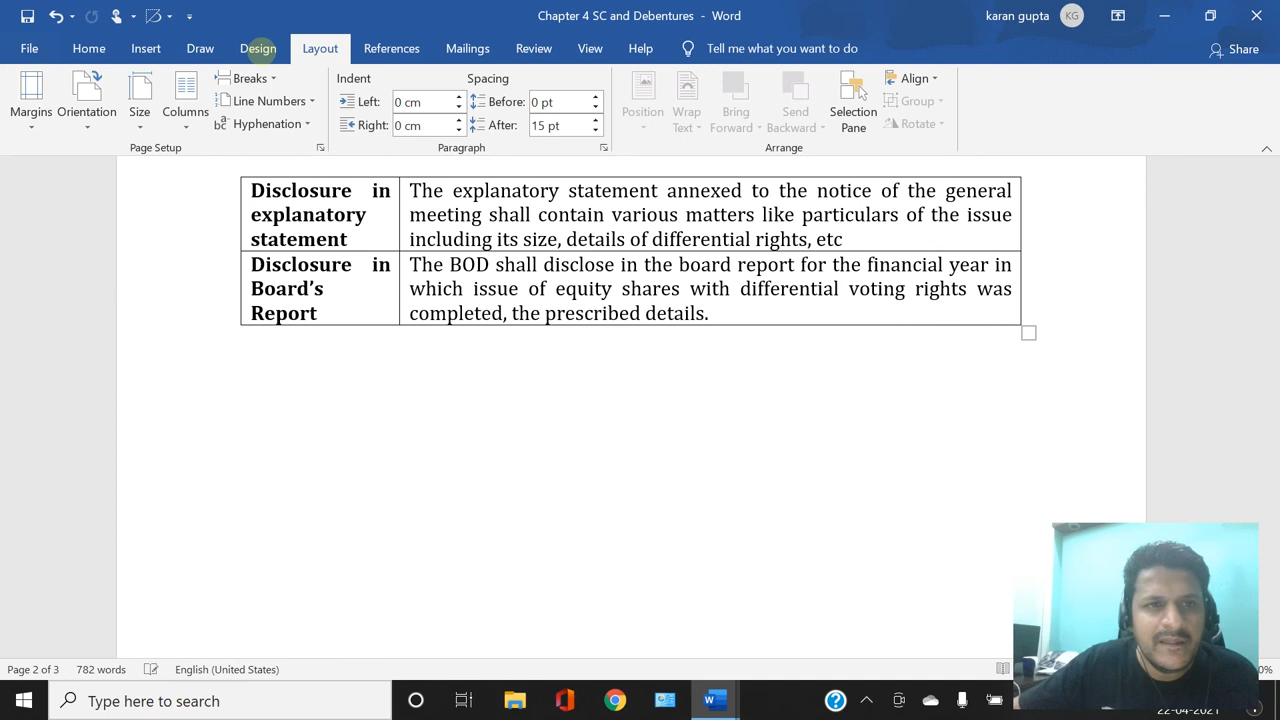 Chapter 4 SC and Debentures - Word
karan gupta KG
File Home Insert Draw Design Layout References Mailings Review View Help Tell me what you want to do Share
Margins Orientation Size Columns
Breaks
Line Numbers
Hyphenation
Page Setup
Indent Spacing
Left: 0 cm Before: 0 pt
Right: 0 cm After: 15 pt
Paragraph
Position Wrap Text Bring Forward Send Backward Selection Pane
Align
Group
Rotate
Arrange
Disclosure in
explanatory
statement
The explanatory statement annexed to the notice of the general
meeting shall contain various matters like particulars of the issue
including its size, details of differential rights, etc
Disclosure in
Board's
Report
The BOD shall disclose in the board report for the financial year in
which issue of equity shares with differential voting rights was
completed, the prescribed details.
Page 2 of 3 782 words English (United States) 0%
Type here to search
22-04-2021